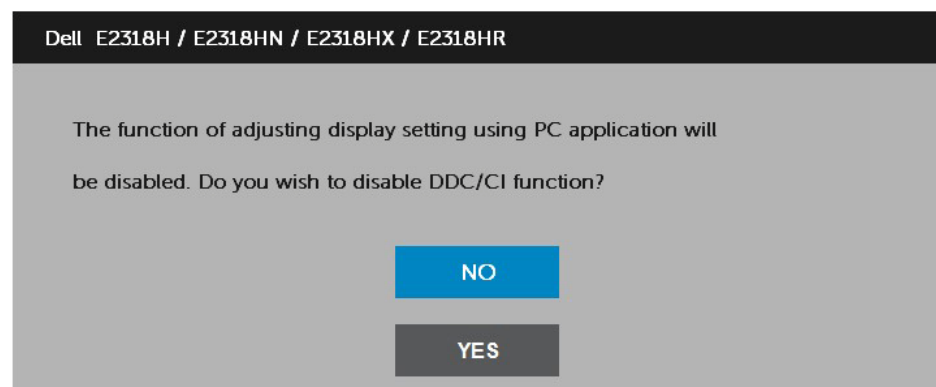 Dell E2318H / E2318HN / E2318HX / E2318HR
The function of adjusting display setting using PC application will
be disabled. Do you wish to disable DDC/CI function?
NO
YES